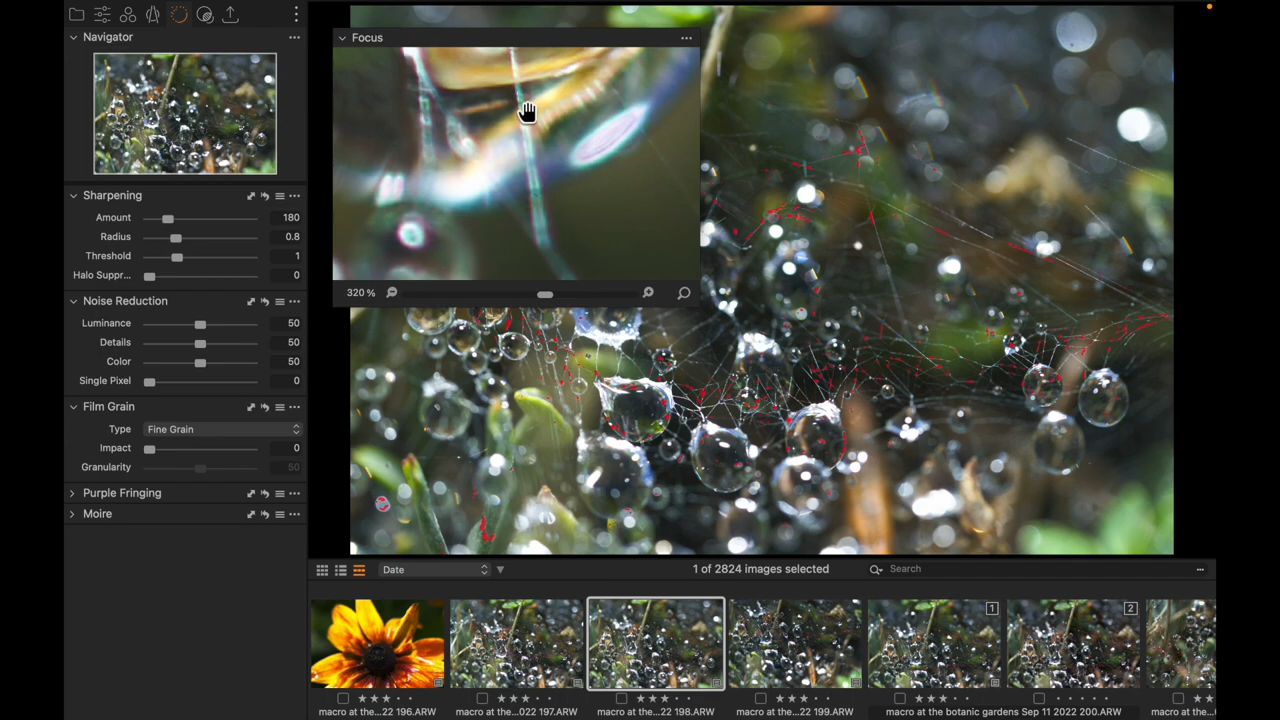 Navigator
Sharpening
Amount 180
Radius 0.8
Threshold 1
Halo Suppr... 0
Noise Reduction
Luminance 50
Details 50
Color 50
Single Pixel 0
Film Grain
Type Fine Grain
Impact 0
Granularity 50
Purple Fringing
Moire
Focus
320 %
Date
1 of 2824 images selected
Search
1
2
macro at the...22 196.ARW
macro at the...022 197.ARW
macro at the...22 198.ARW
macro at the...22 199.ARW
macro at the botanic gardens Sep 11 2022 200.ARW
macro at the...